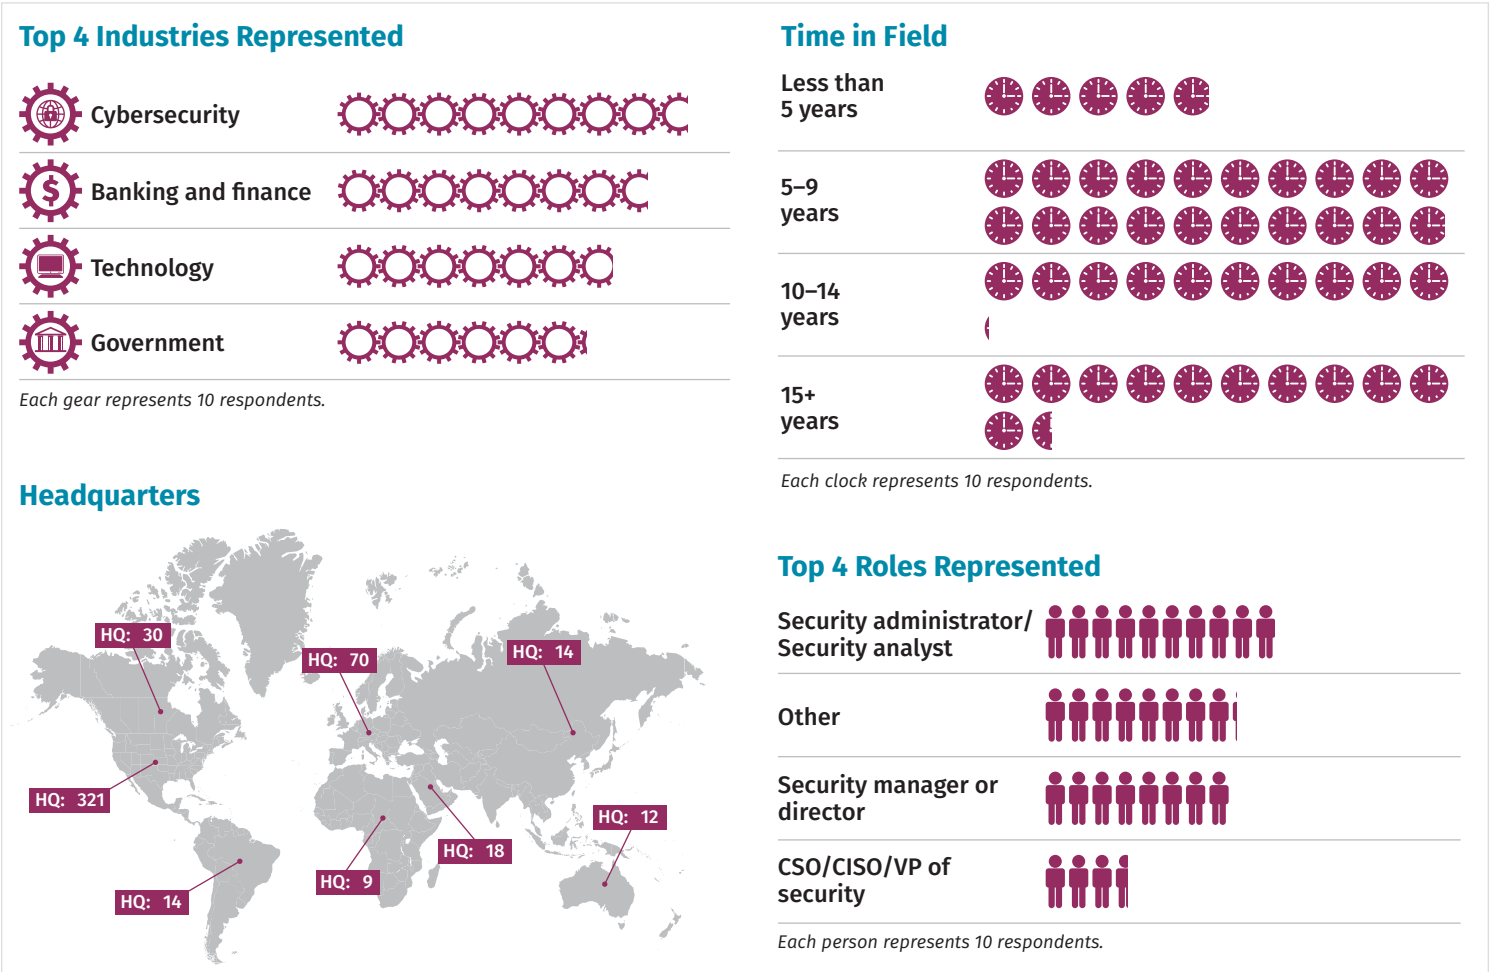 Top 4 Industries Represented
Cybersecurity
Banking and finance
$
Technology
Government
Each gear represents 10 respondents.
Headquarters
HQ: 30
HQ: 70
HQ: 14
HQ: 321
HQ: 12
HQ: 18
HQ: 9
HQ: 14
Time in Field
Less than
5 years
5–9
years
10–14
years
15+
years
Each clock represents 10 respondents.
Top 4 Roles Represented
Security administrator/
Security analyst
Other
Security manager or
director
CSO/CISO/VP of
security
Each person represents 10 respondents.